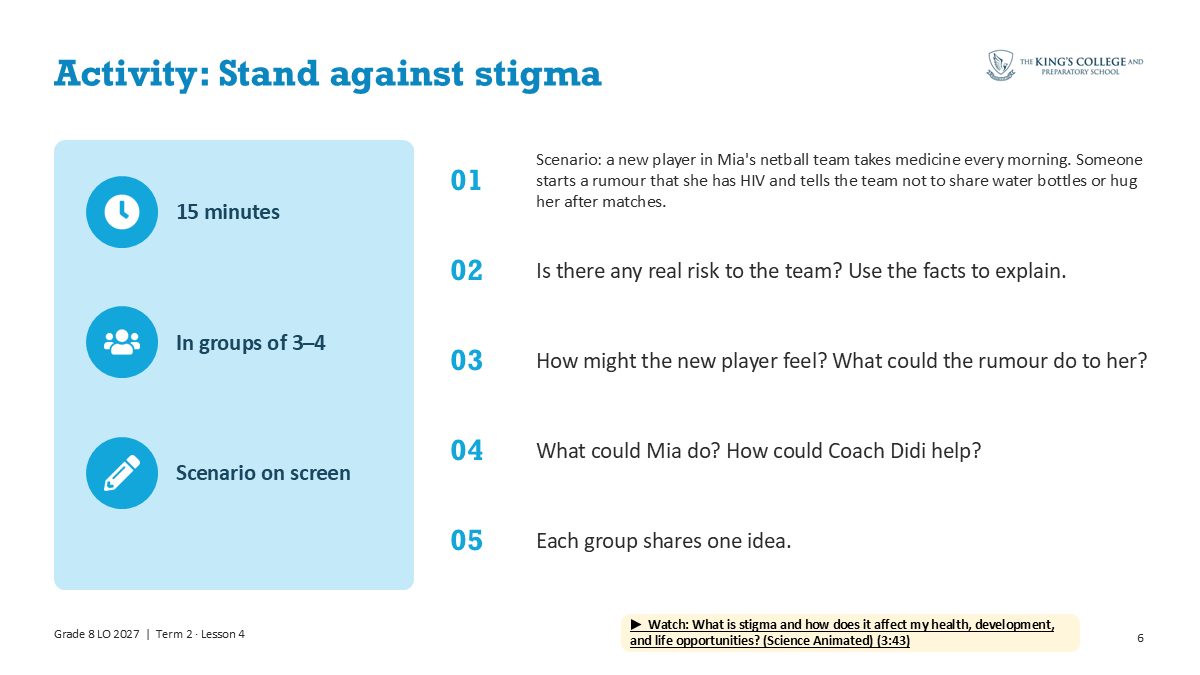 Activity: Stand against stigma
THE KING'S COLLEGE AND
PREPARATORY SCHOOL
15 minutes
In groups of 3–4
Scenario on screen
01
Scenario: a new player in Mia's netball team takes medicine every morning. Someone
starts a rumour that she has HIV and tells the team not to share water bottles or hug
her after matches.
02
Is there any real risk to the team? Use the facts to explain.
03
How might the new player feel? What could the rumour do to her?
04
What could Mia do? How could Coach Didi help?
05
Each group shares one idea.
Grade 8 LO 2027 | Term 2 · Lesson 4
▶ Watch: What is stigma and how does it affect my health, development,
and life opportunities? (Science Animated) (3:43)
6